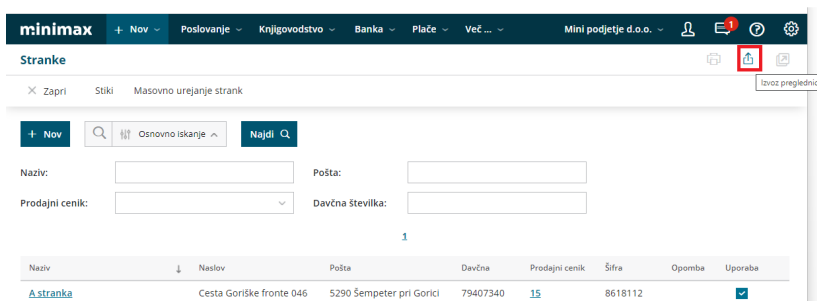 minimax + Nov Poslovanje Knjigovodstvo Banka Plače Več ... Mini podjetje d.o.o. 1
Stranke
Izvoz
Zapri Stiki Masovno urejanje strank
+ Nov Osnovno iskanje Najdi
Naziv: Pošta:
Prodajni cenik: Davčna številka:
1
Naziv ↓ Naslov Pošta Davčna Prodajni cenik Šifra Opomba Uporaba
A stranka Cesta Goriške fronte 046 5290 Šempeter pri Gorici 79407340 15 8618112